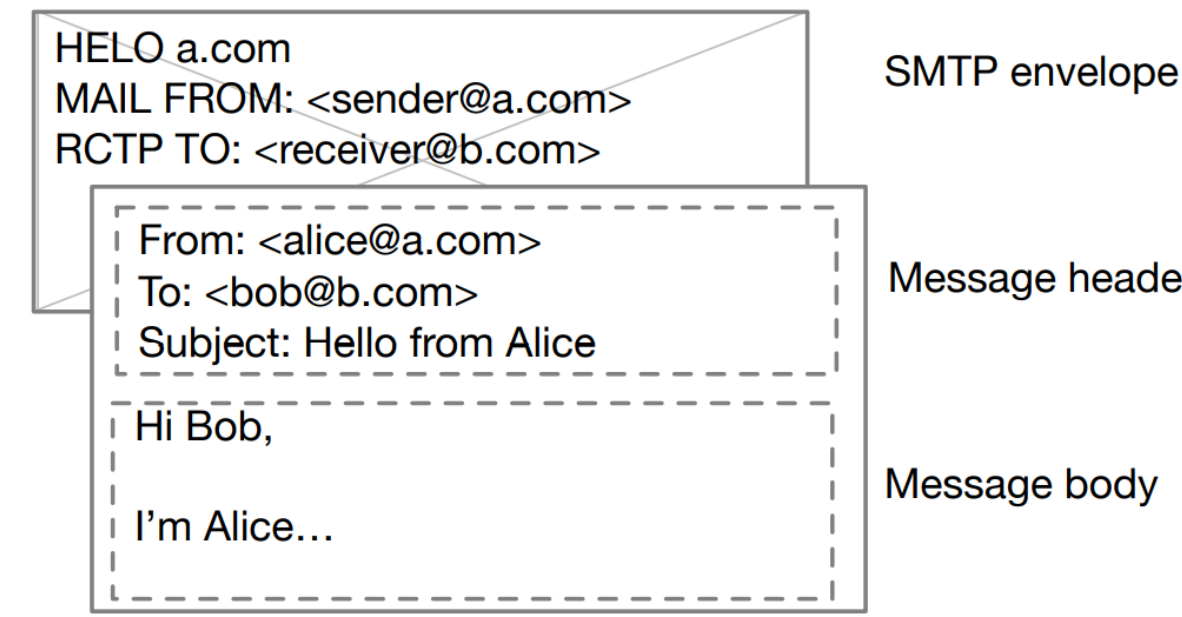 HELO a.com
MAIL FROM: <sender@a.com>
RCTP TO: <receiver@b.com>
SMTP envelope
From: <alice@a.com>
To: <bob@b.com>
Subject: Hello from Alice
Message heade
Hi Bob,
I'm Alice…
Message body